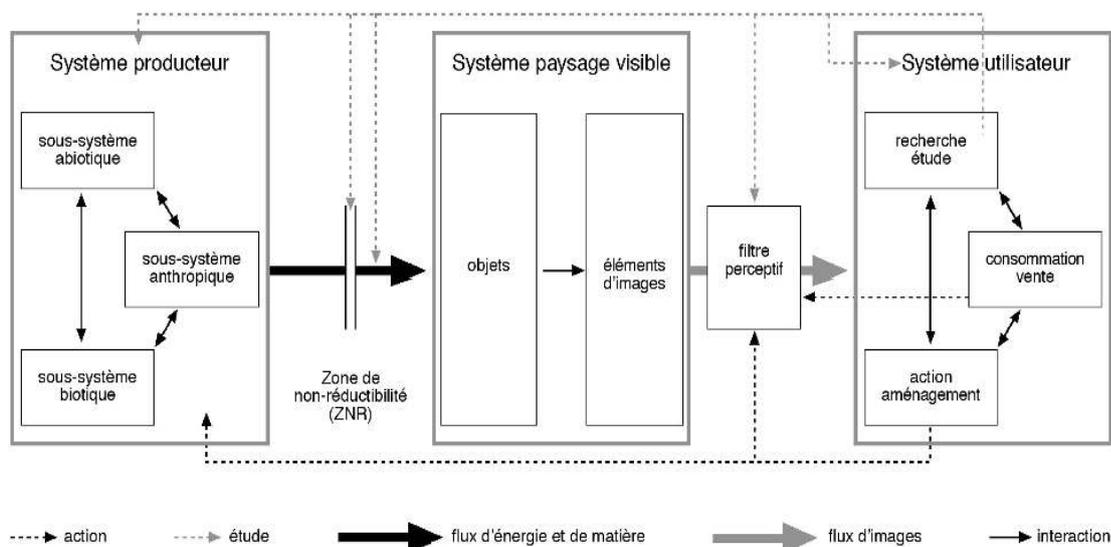 Système producteur
sous-système
abiotique
sous-système
anthropique
sous-système
biotique
Zone de
non-réductibilité
(ZNR)
Système paysage visible
objets
éléments
d'images
filtre
perceptif
Système utilisateur
recherche
étude
consommation
vente
action
aménagement
action
étude
flux d'énergie et de matière
flux d'images
interaction